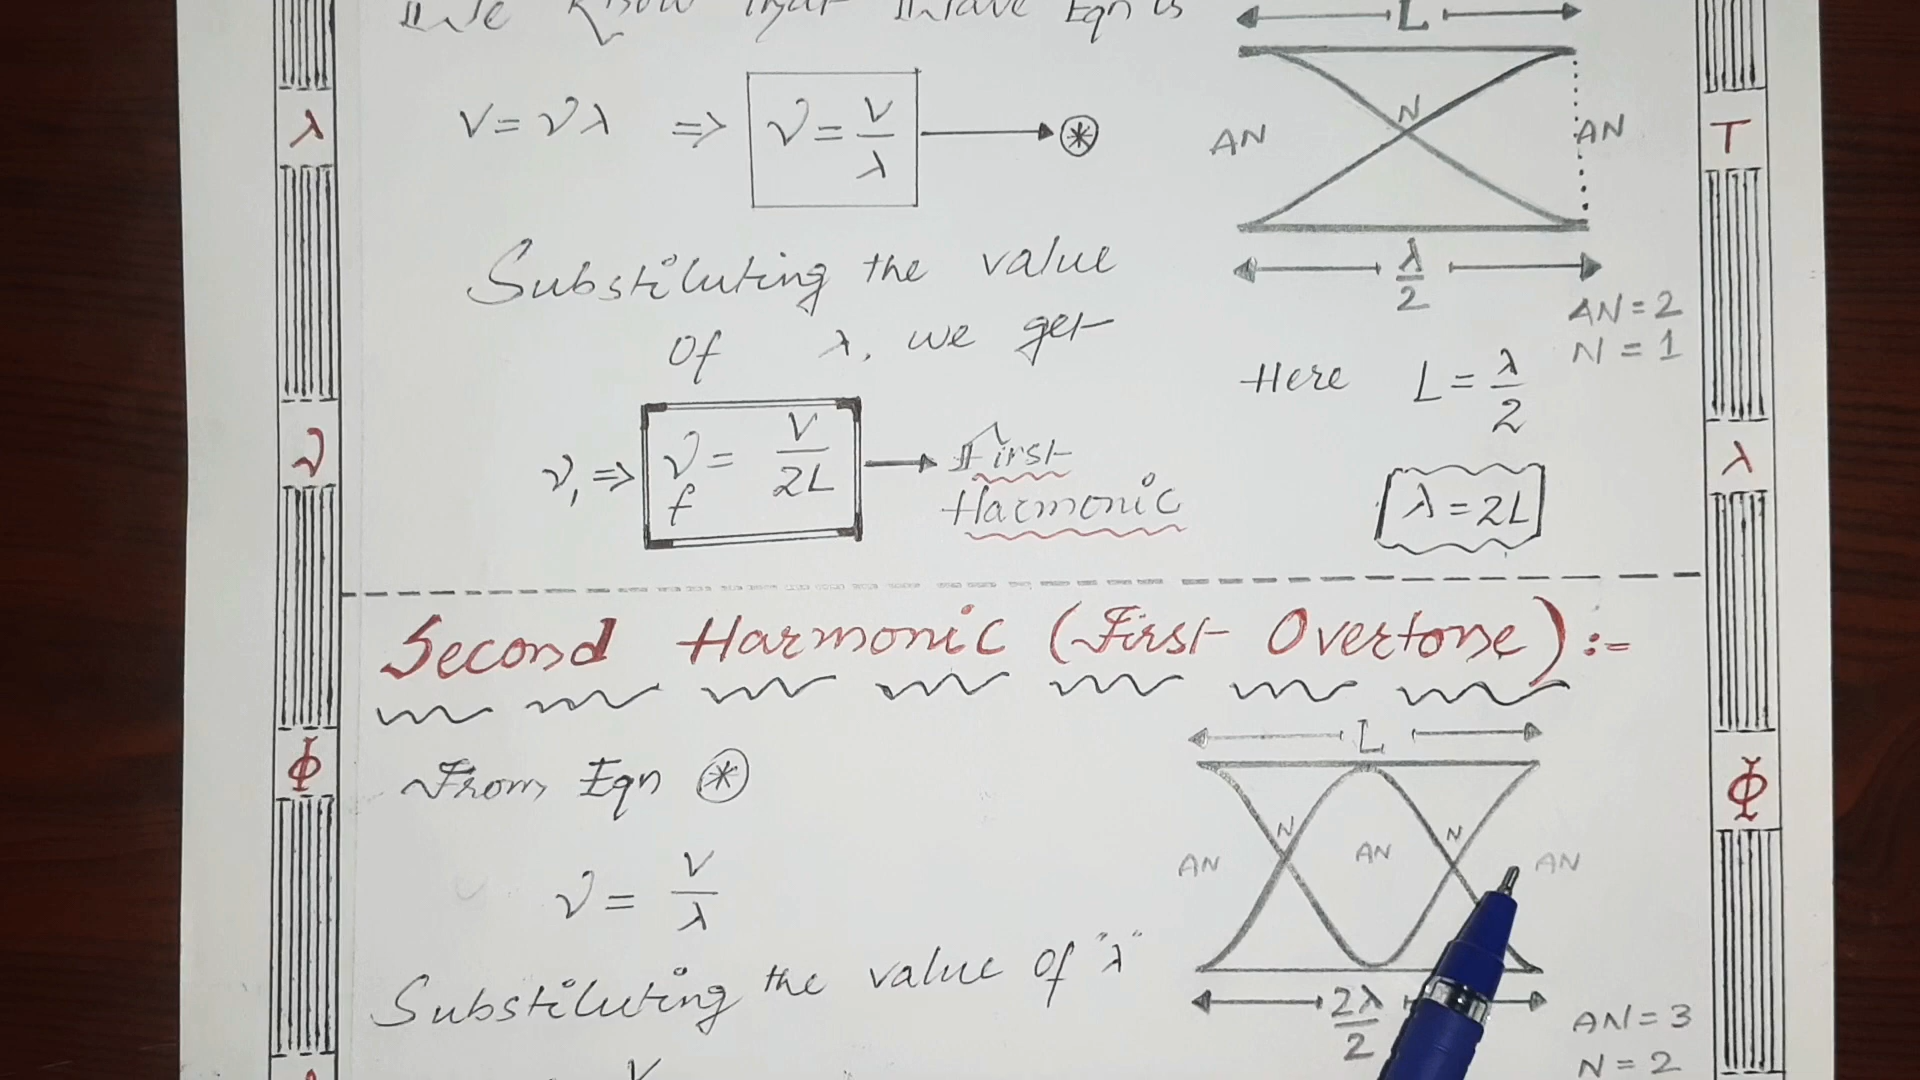 We know that Wave Eqn is
V = νλ ⇒ ν = V/λ → ⊛
Substituting the value
of λ, we get
ν₁ ⇒ ν_f = V/2L → First
Harmonic
L
AN N AN
λ/2
AN = 2
N = 1
Here L = λ/2
λ = 2L
Second Harmonic (First Overtone) :-
From Eqn ⊛
ν = V/λ
Substituting the value of "λ"
V
L
AN N AN N AN
2λ/2
AN = 3
N = 2
λ
ν
Φ
T
λ
Φ